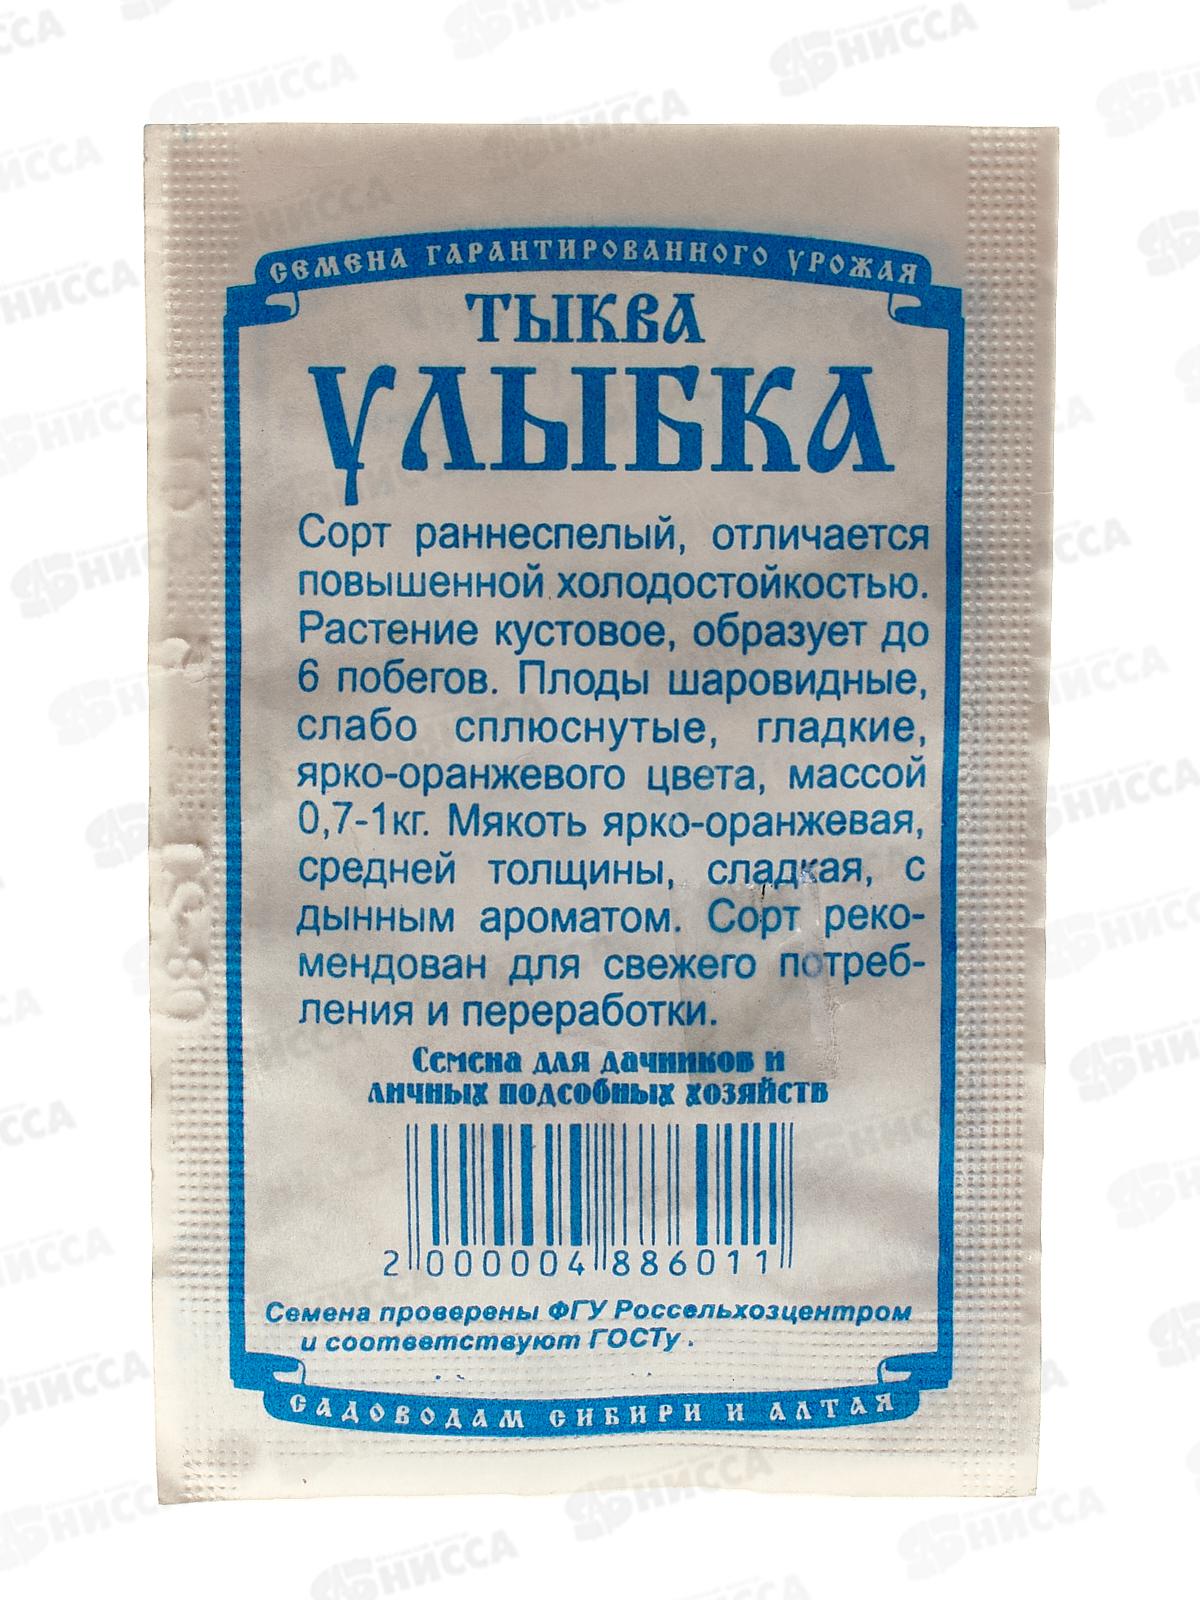 СЕМЕНА ГАРАНТИРОВАННОГО УРОЖАЯ
ТЫКВА
УЛЫБКА
Сорт раннеспелый, отличается
повышенной холодостойкостью.
Растение кустовое, образует до
6 побегов. Плоды шаровидные,
слабо сплюснутые, гладкие,
ярко-оранжевого цвета, массой
0,7-1кг. Мякоть ярко-оранжевая,
средней толщины, сладкая, с
дынным ароматом. Сорт реко-
мендован для свежего потреб-
ления и переработки.
Семена для дачников и
личных подсобных хозяйств
2 000004 886011
Семена проверены ФГУ Россельхозцентром
и соответствуют ГОСТу.
САДОВОДАМ СИБИРИ И АЛТАЯ